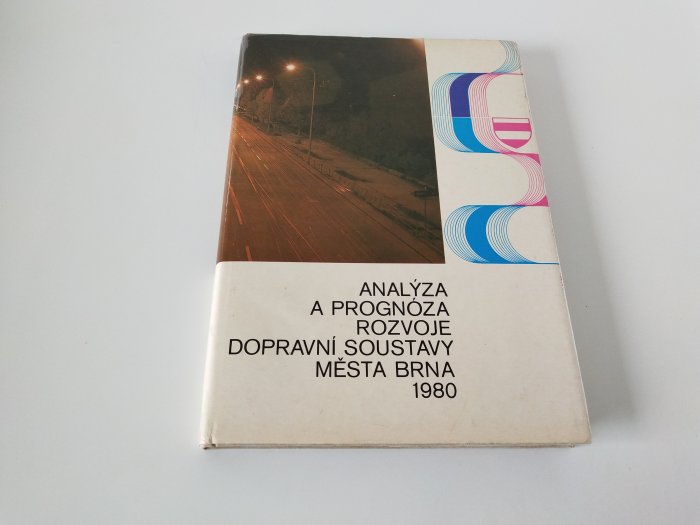 ANALÝZA
A PROGNÓZA
ROZVOJE
DOPRAVNÍ SOUSTAVY
MĚSTA BRNA
1980